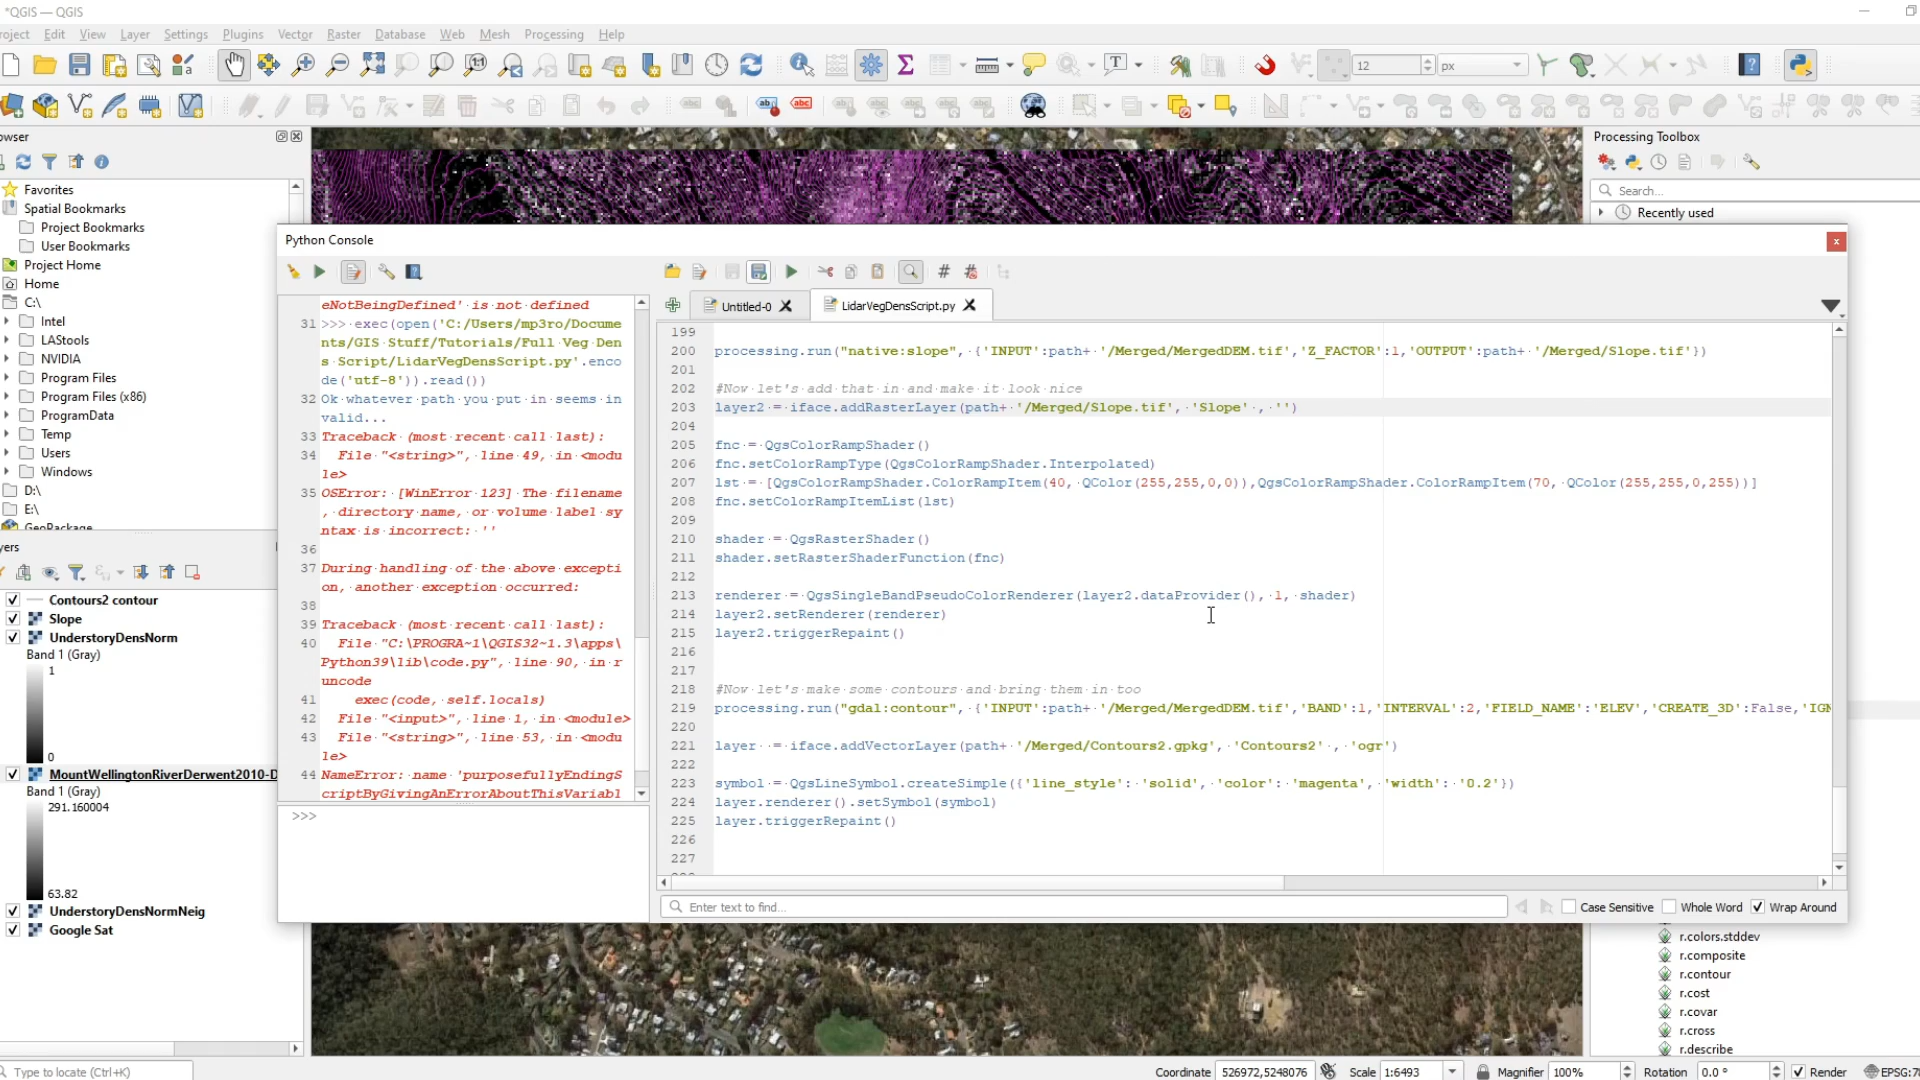 *QGIS — QGIS
roject Edit View Layer Settings Plugins Vector Raster Database Web Mesh Processing Help
12 px
owser
Favorites
Spatial Bookmarks
Project Bookmarks
User Bookmarks
Project Home
Home
C:\
Intel
LAStools
NVIDIA
Program Files
Program Files (x86)
ProgramData
Temp
Users
Windows
D:\
E:\
GeoPackage
yers
Contours2 contour
Slope
UnderstoryDensNorm
Band 1 (Gray)
1
0
MountWellingtonRiverDerwent2010-D
Band 1 (Gray)
291.160004
63.82
UnderstoryDensNormNeig
Google Sat
Python Console
eNotBeingDefined' is not defined
31 >>> exec(open('C:/Users/mp3ro/Docume
nts/GIS Stuff/Tutorials/Full Veg Den
s Script/LidarVegDensScript.py'.enco
de('utf-8')).read())
32 Ok whatever path you put in seems in
valid...
33 Traceback (most recent call last):
34 File "<string>", line 49, in <modu
le>
35 OSError: [WinError 123] The filename
, directory name, or volume label sy
ntax is incorrect: ''
36
37 During handling of the above excepti
on, another exception occurred:
38
39 Traceback (most recent call last):
40 File "C:\PROGRA~1\QGIS32~1.3\apps\
Python39\lib\code.py", line 90, in r
uncode
41 exec(code, self.locals)
42 File "<input>", line 1, in <module>
43 File "<string>", line 53, in <modu
le>
44 NameError: name 'purposefullyEndingS
criptByGivingAnErrorAboutThisVariabl
>>>
Untitled-0 LidarVegDensScript.py
199
200 processing.run("native:slope", {'INPUT':path+ '/Merged/MergedDEM.tif','Z_FACTOR':1,'OUTPUT':path+ '/Merged/Slope.tif'})
201
202 #Now let's add that in and make it look nice
203 layer2 = iface.addRasterLayer(path+ '/Merged/Slope.tif', 'Slope' , '')
204
205 fnc = QgsColorRampShader()
206 fnc.setColorRampType(QgsColorRampShader.Interpolated)
207 lst = [QgsColorRampShader.ColorRampItem(40, QColor(255,255,0,0)),QgsColorRampShader.ColorRampItem(70, QColor(255,255,0,255))]
208 fnc.setColorRampItemList(lst)
209
210 shader = QgsRasterShader()
211 shader.setRasterShaderFunction(fnc)
212
213 renderer = QgsSingleBandPseudoColorRenderer(layer2.dataProvider(), 1, shader)
214 layer2.setRenderer(renderer)
215 layer2.triggerRepaint()
216
217
218 #Now let's make some contours and bring them in too
219 processing.run("gdal:contour", {'INPUT':path+ '/Merged/MergedDEM.tif','BAND':1,'INTERVAL':2,'FIELD_NAME':'ELEV','CREATE_3D':False,'IGN
220
221 layer  = iface.addVectorLayer(path+ '/Merged/Contours2.gpkg', 'Contours2' , 'ogr')
222
223 symbol = QgsLineSymbol.createSimple({'line_style': 'solid', 'color': 'magenta', 'width': '0.2'})
224 layer.renderer().setSymbol(symbol)
225 layer.triggerRepaint()
226
227
Enter text to find... Case Sensitive Whole Word Wrap Around
Processing Toolbox
Search...
Recently used
r.colors.stddev
r.composite
r.contour
r.cost
r.covar
r.cross
r.describe
Type to locate (Ctrl+K) Coordinate 526972,5248076 Scale 1:6493 Magnifier 100% Rotation 0.0 ° Render EPSG:7